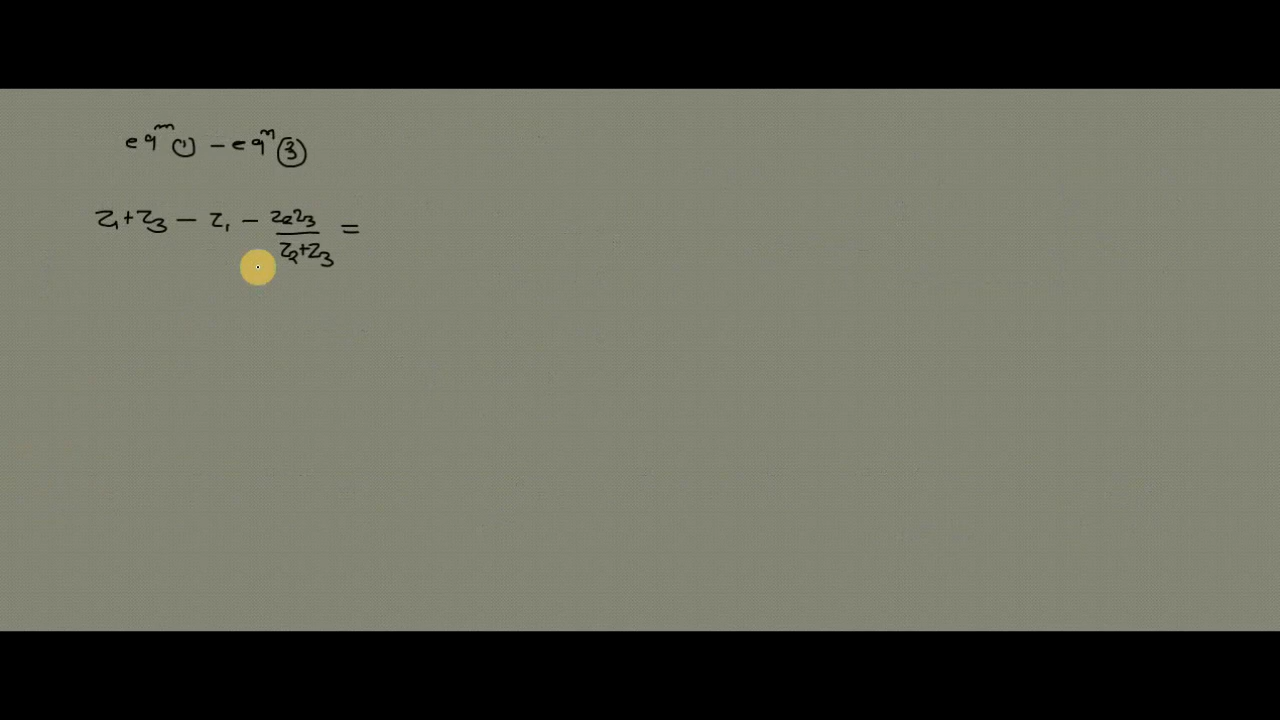 eqⁿ ① – eqⁿ ③
Z₁+Z₃ – Z₁ – Z₂Z₃/Z₂+Z₃ =